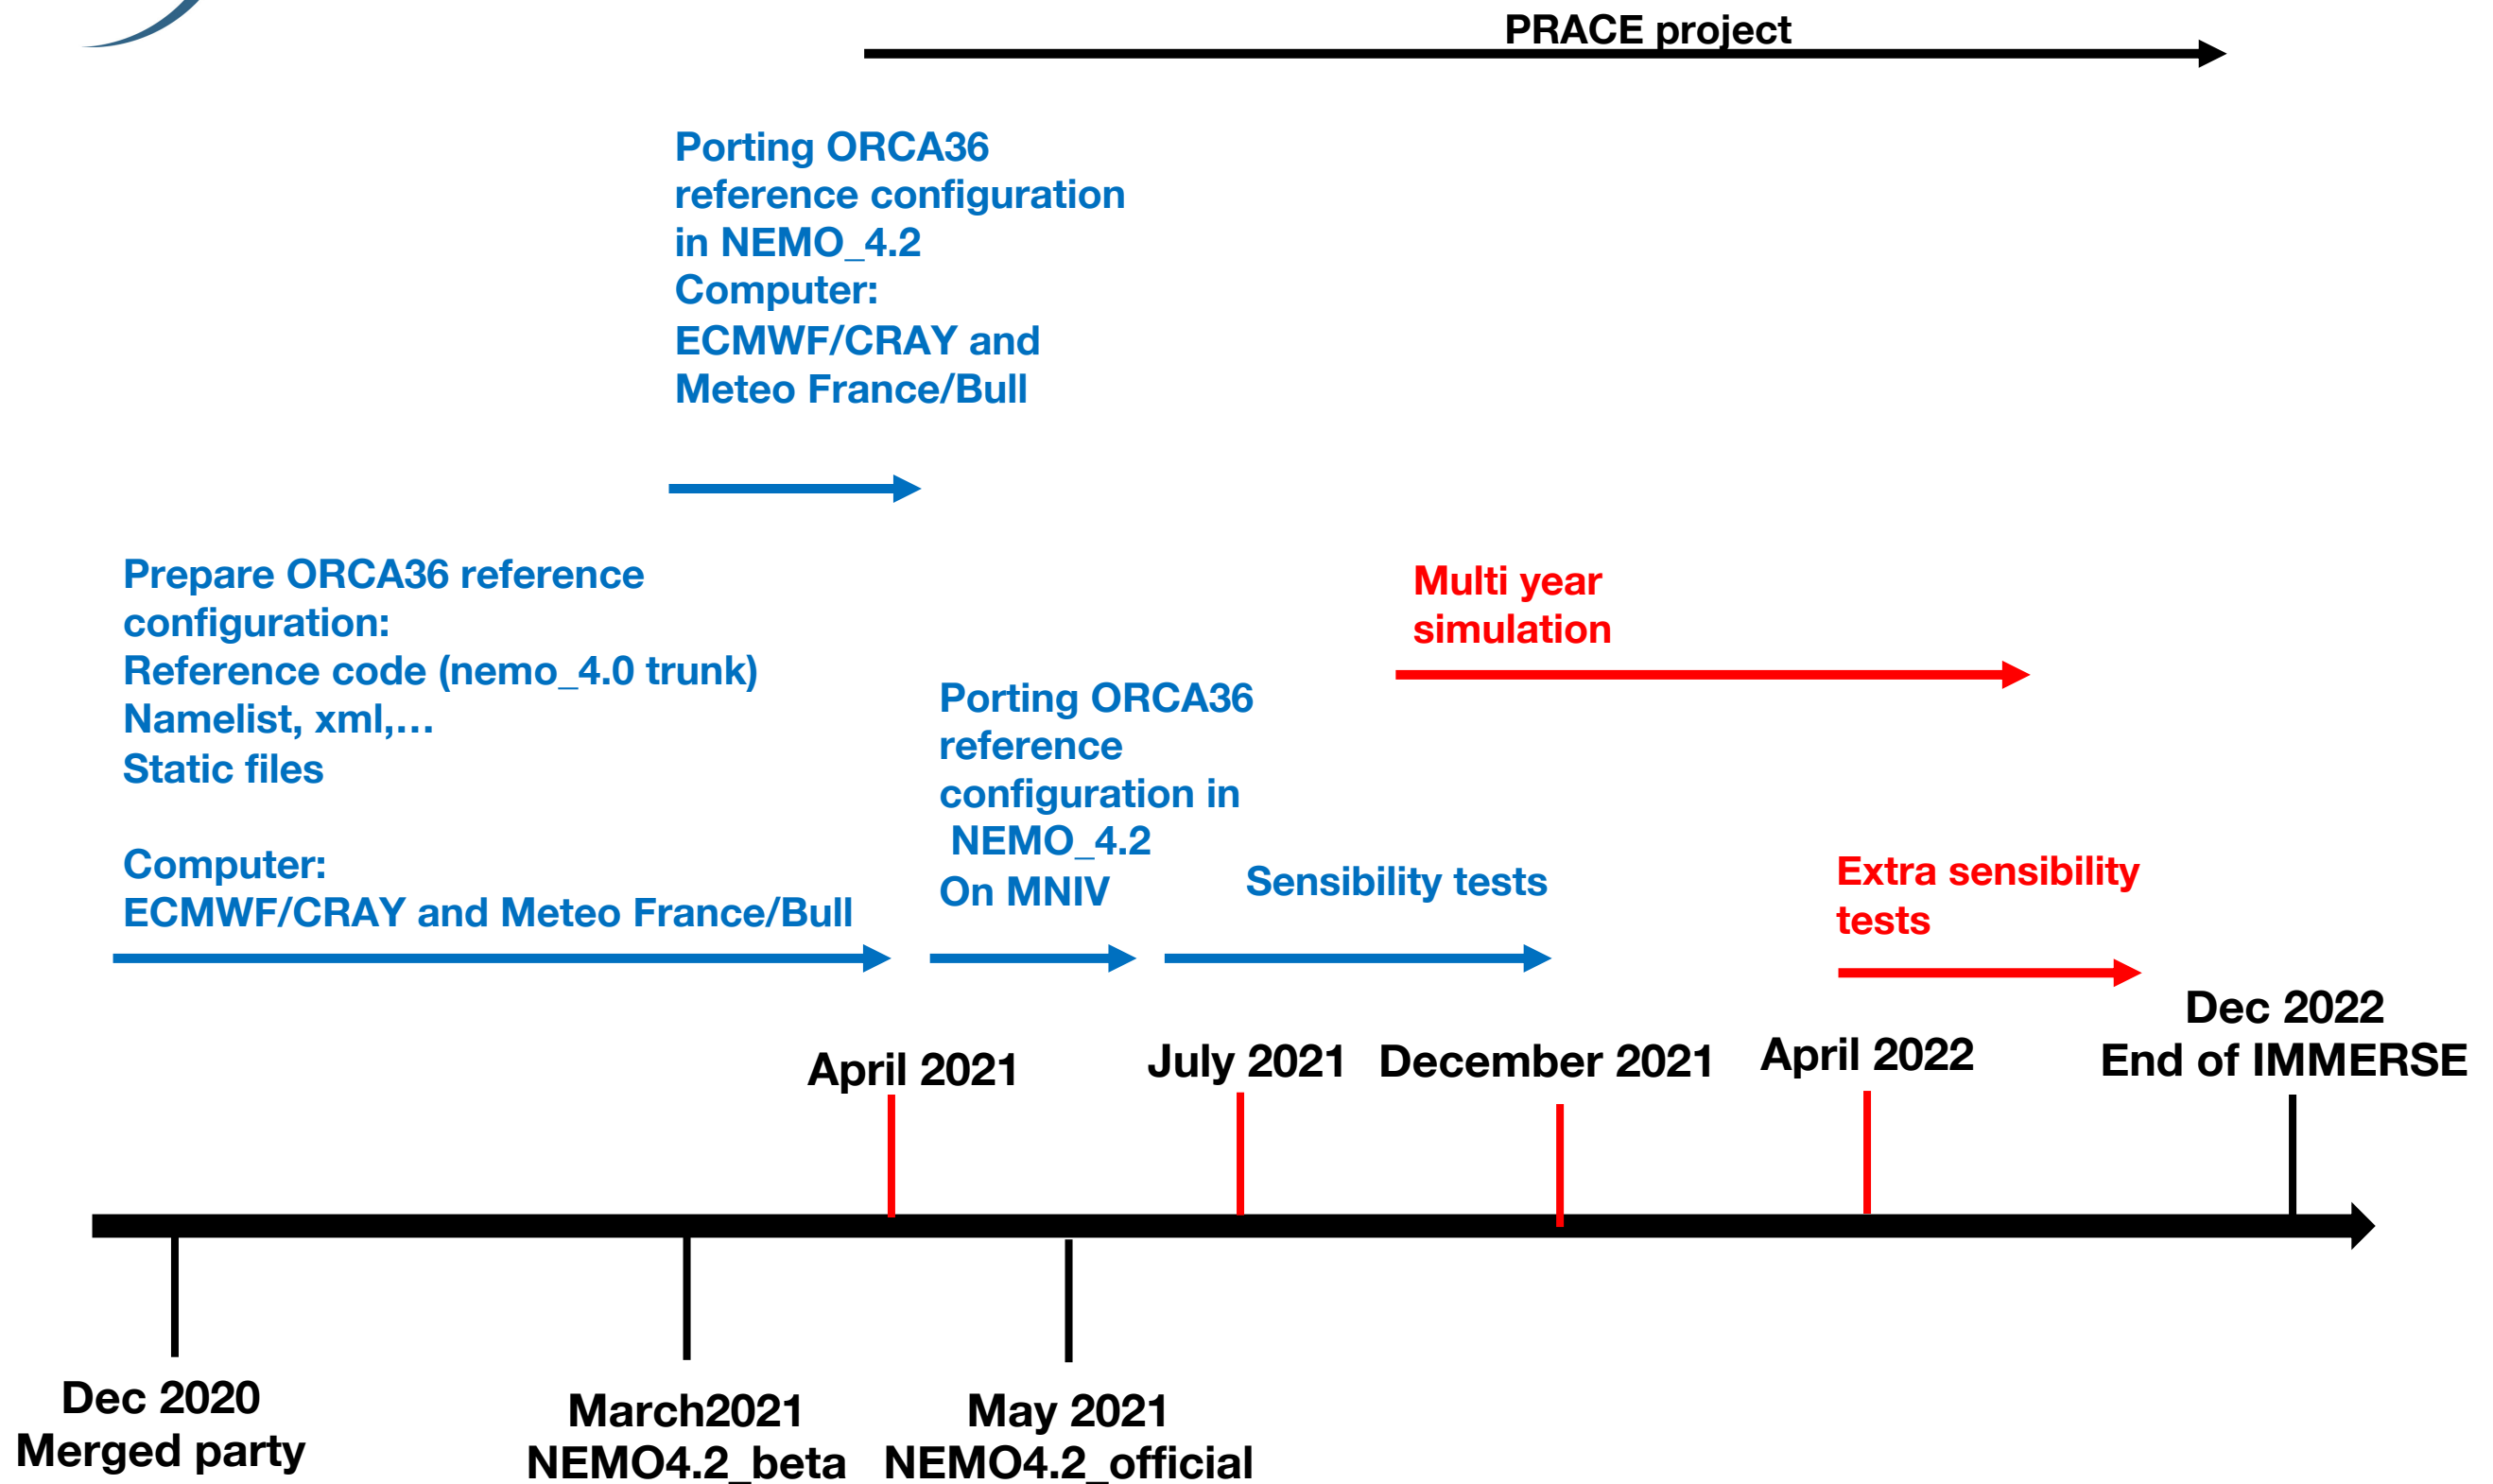 PRACE project
Porting ORCA36
reference configuration
in NEMO_4.2
Computer:
ECMWF/CRAY and
Meteo France/Bull
Prepare ORCA36 reference
configuration:
Reference code (nemo_4.0 trunk)
Namelist, xml,...
Static files
Computer:
ECMWF/CRAY and Meteo France/Bull
Porting ORCA36
reference
configuration in
NEMO_4.2
On MNIV
Sensibility tests
Multi year
simulation
Extra sensibility
tests
April 2021
July 2021
December 2021
April 2022
Dec 2022
End of IMMERSE
Dec 2020
Merged party
March2021
NEMO4.2_beta
May 2021
NEMO4.2_official